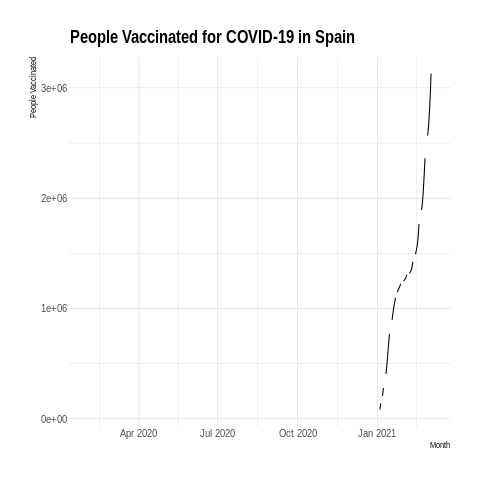 People Vaccinated for COVID-19 in Spain
People Vaccinated
3e+06
2e+06
1e+06
0e+00
Apr 2020 Jul 2020 Oct 2020 Jan 2021
Month